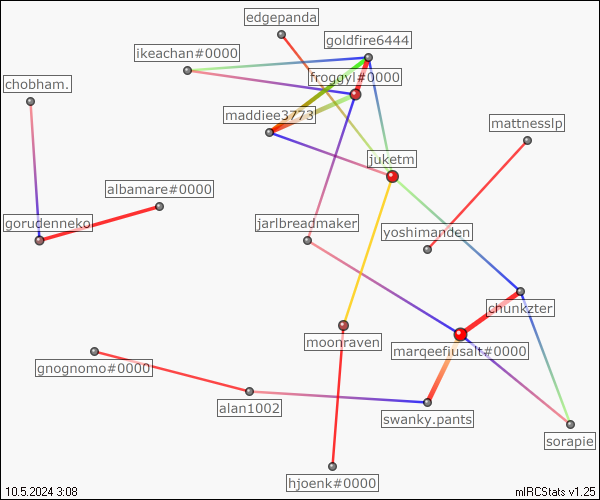 edgepanda
goldfire6444
ikeachan#0000
froggyl#0000
chobham.
maddiee3773
mattnesslp
juketm
albamare#0000
gorudenneko
jarlbreadmaker
yoshimanden
chunkzter
moonraven
marqeefiusalt#0000
gnognomo#0000
alan1002
swanky.pants
sorapie
hjoenk#0000
10.5.2024 3:08
mIRCStats v1.25